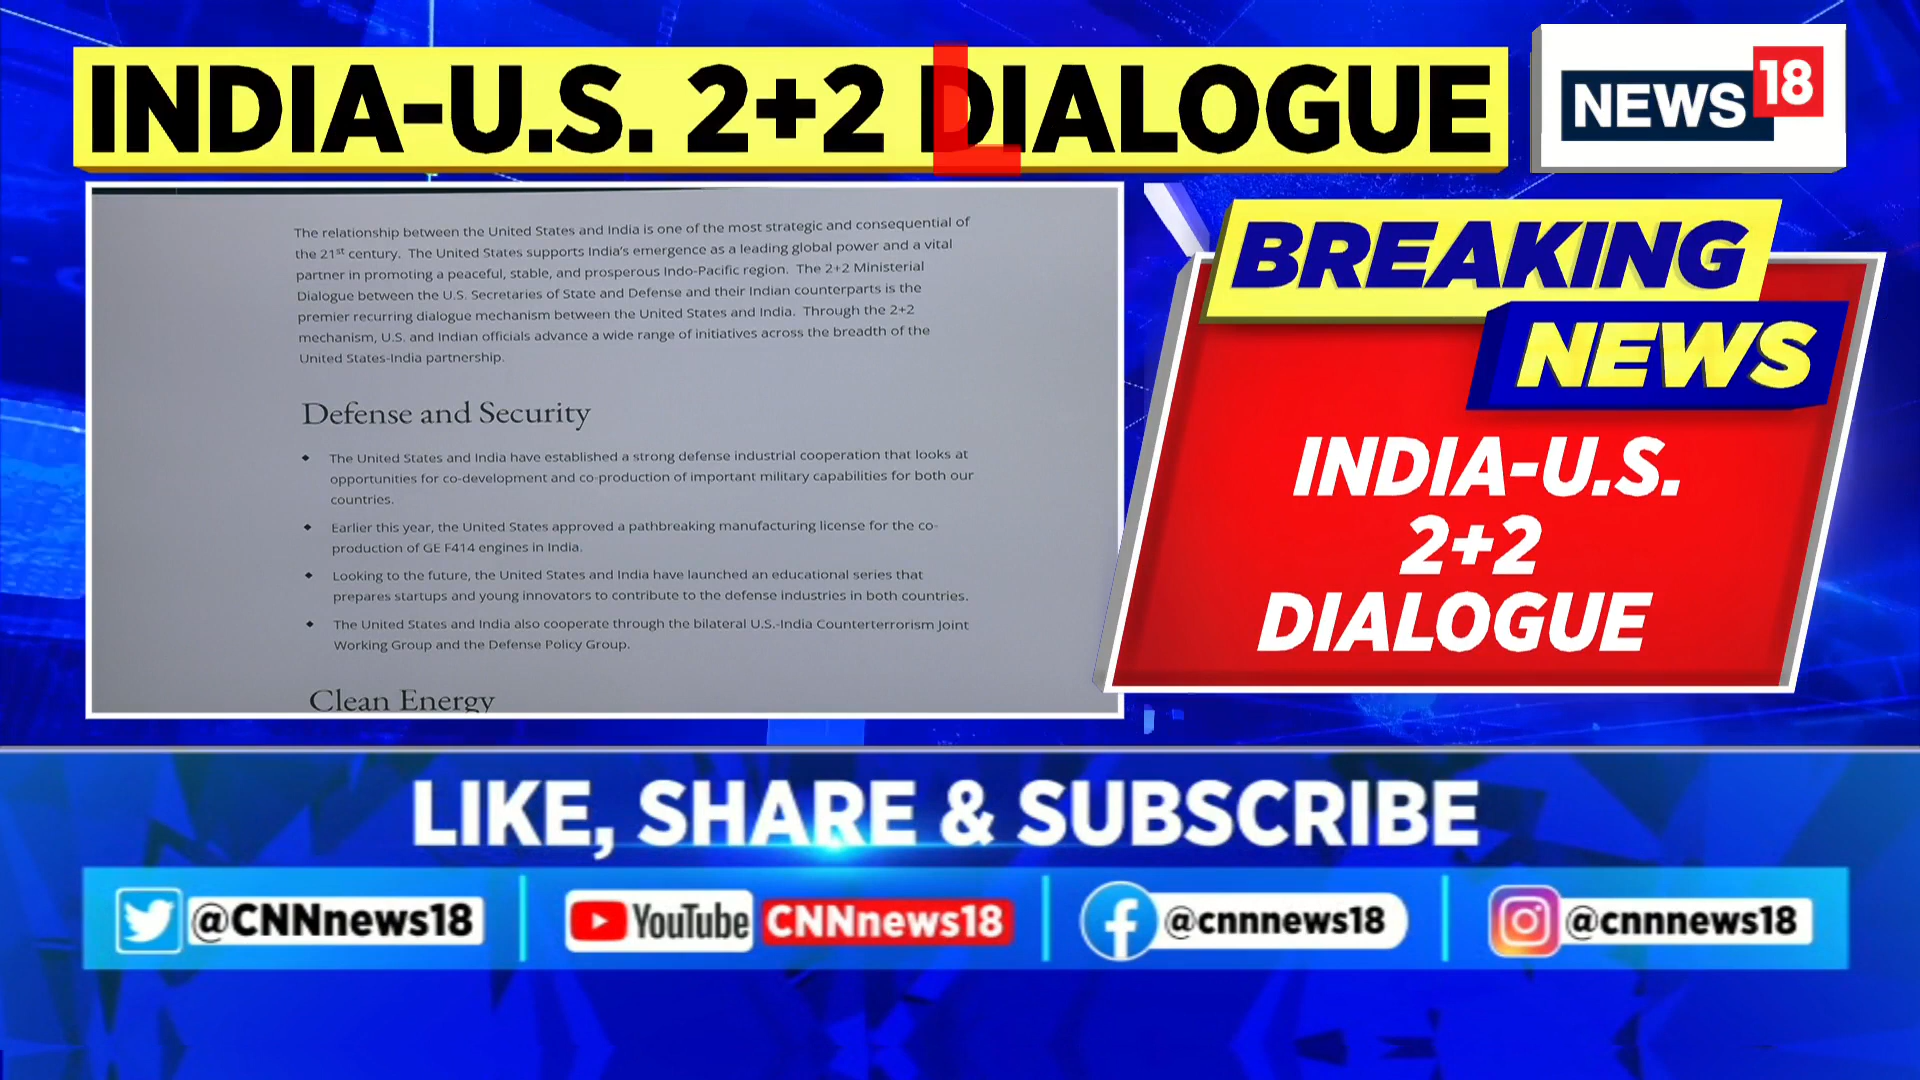 INDIA-U.S. 2+2 DIALOGUE
NEWS 18
The relationship between the United States and India is one of the most strategic and consequential of
the 21st century. The United States supports India's emergence as a leading global power and a vital
partner in promoting a peaceful, stable, and prosperous Indo-Pacific region. The 2+2 Ministerial
Dialogue between the U.S. Secretaries of State and Defense and their Indian counterparts is the
premier recurring dialogue mechanism between the United States and India. Through the 2+2
mechanism, U.S. and Indian officials advance a wide range of initiatives across the breadth of the
United States-India partnership.
Defense and Security
The United States and India have established a strong defense industrial cooperation that looks at
opportunities for co-development and co-production of important military capabilities for both our
countries.
Earlier this year, the United States approved a pathbreaking manufacturing license for the co-
production of GE F414 engines in India.
Looking to the future, the United States and India have launched an educational series that
prepares startups and young innovators to contribute to the defense industries in both countries.
The United States and India also cooperate through the bilateral U.S.-India Counterterrorism Joint
Working Group and the Defense Policy Group.
Clean Energy
BREAKING
NEWS
INDIA-U.S.
2+2
DIALOGUE
LIKE, SHARE & SUBSCRIBE
@CNNnews18
YouTube CNNnews18
@cnnnews18
@cnnnews18